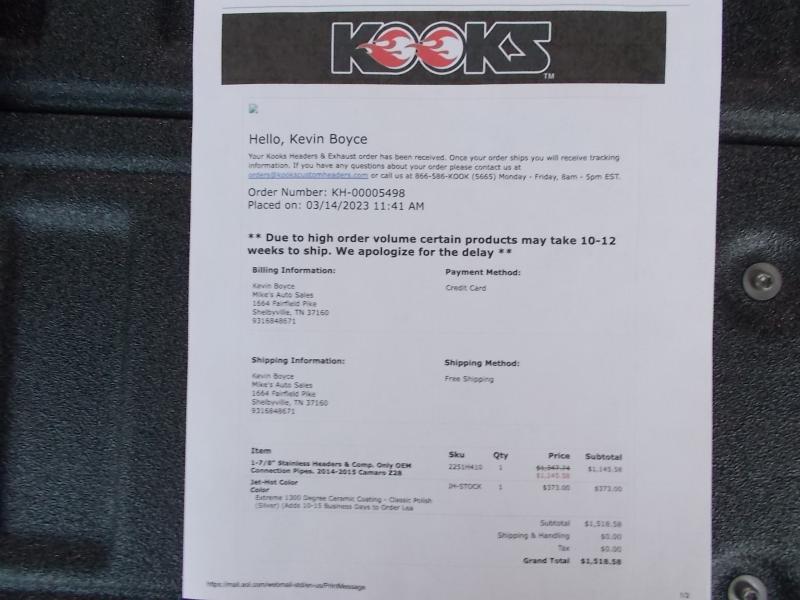 KOOKS
TM
Hello, Kevin Boyce
Your Kooks Headers & Exhaust order has been received. Once your order ships you will receive tracking
information. If you have any questions about your order please contact us at
orders@kookscustomheaders.com or call us at 866-586-KOOK (5665) Monday - Friday, 8am - 5pm EST.
Order Number: KH-00005498
Placed on: 03/14/2023 11:41 AM
** Due to high order volume certain products may take 10-12
weeks to ship. We apologize for the delay **
Billing Information: Payment Method:
Kevin Boyce Credit Card
Mike's Auto Sales
1664 Fairfield Pike
Shelbyville, TN 37160
9316848671
Shipping Information: Shipping Method:
Kevin Boyce Free Shipping
Mike's Auto Sales
1664 Fairfield Pike
Shelbyville, TN 37160
9316848671
Item Sku Qty Price Subtotal
1-7/8" Stainless Headers & Comp. Only OEM 2251H410 1 $1,347.74 $1,145.58
Connection Pipes. 2014-2015 Camaro Z28 $1,145.58
Jet-Hot Color JH-STOCK 1 $373.00 $373.00
Color
Extreme 1300 Degree Ceramic Coating - Classic Polish
(Silver) (Adds 10-15 Business Days to Order Lea
Subtotal $1,518.58
Shipping & Handling $0.00
Tax $0.00
Grand Total $1,518.58
https://mail.aol.com/webmail-std/en-us/PrintMessage 1/2